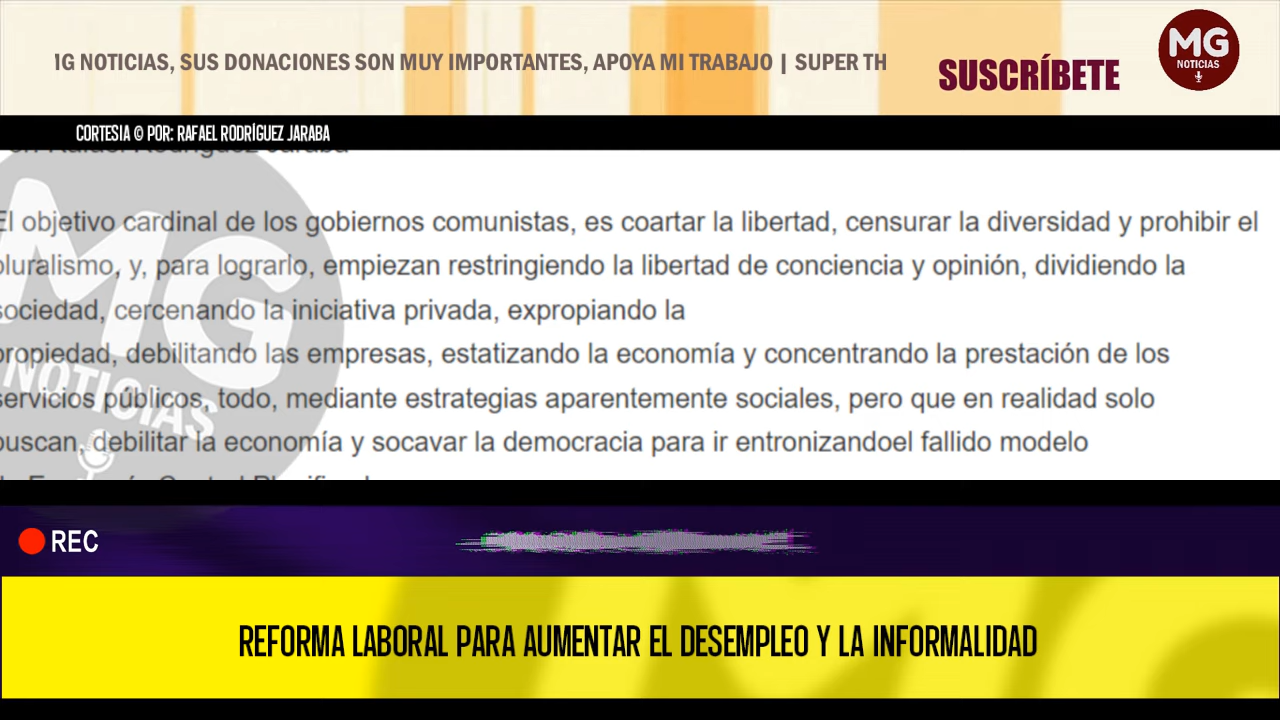 IG NOTICIAS, SUS DONACIONES SON MUY IMPORTANTES, APOYA MI TRABAJO | SUPER TH
SUSCRÍBETE
MG
NOTICIAS
CORTESIA © POR: RAFAEL RODRÍGUEZ JARABA
El objetivo cardinal de los gobiernos comunistas, es coartar la libertad, censurar la diversidad y prohibir el
pluralismo, y, para lograrlo, empiezan restringiendo la libertad de conciencia y opinión, dividiendo la
sociedad, cercenando la iniciativa privada, expropiando la
propiedad, debilitando las empresas, estatizando la economía y concentrando la prestación de los
servicios públicos, todo, mediante estrategias aparentemente sociales, pero que en realidad solo
buscan, debilitar la economía y socavar la democracia para ir entronizandoel fallido modelo
MG
NOTICIAS
REC
REFORMA LABORAL PARA AUMENTAR EL DESEMPLEO Y LA INFORMALIDAD